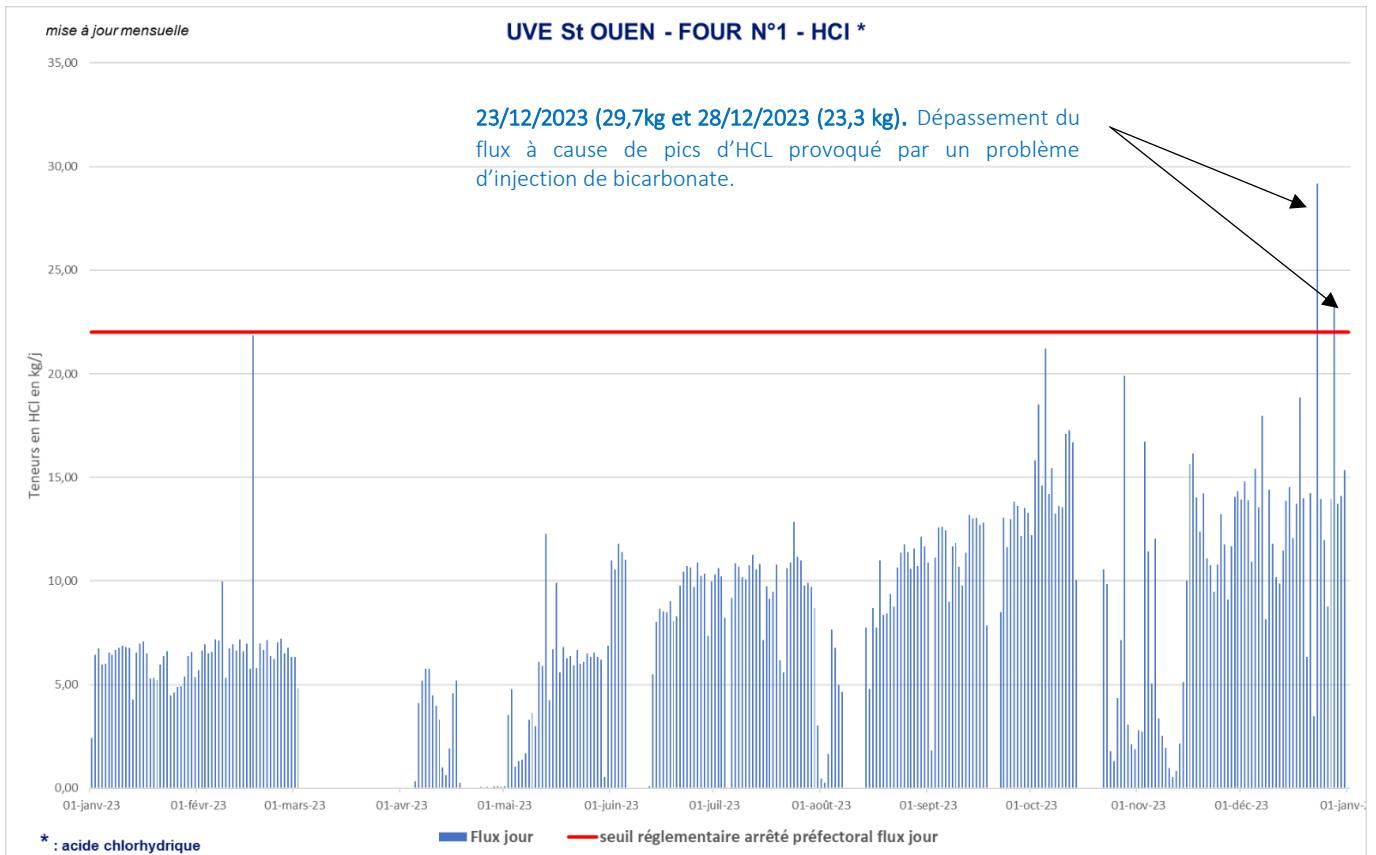 mise à jour mensuelle
UVE St OUEN - FOUR N°1 - HCl *
35,00
23/12/2023 (29,7kg et 28/12/2023 (23,3 kg). Dépassement du
flux à cause de pics d'HCL provoqué par un problème
d'injection de bicarbonate.
30,00
25,00
20,00
15,00
10,00
5,00
0,00
Teneurs en HCl en kg/j
01-janv-23 01-févr-23 01-mars-23 01-avr-23 01-mai-23 01-juin-23 01-juil-23 01-août-23 01-sept-23 01-oct-23 01-nov-23 01-déc-23 01-janv-
Flux jour seuil réglementaire arrêté préfectoral flux jour
* : acide chlorhydrique